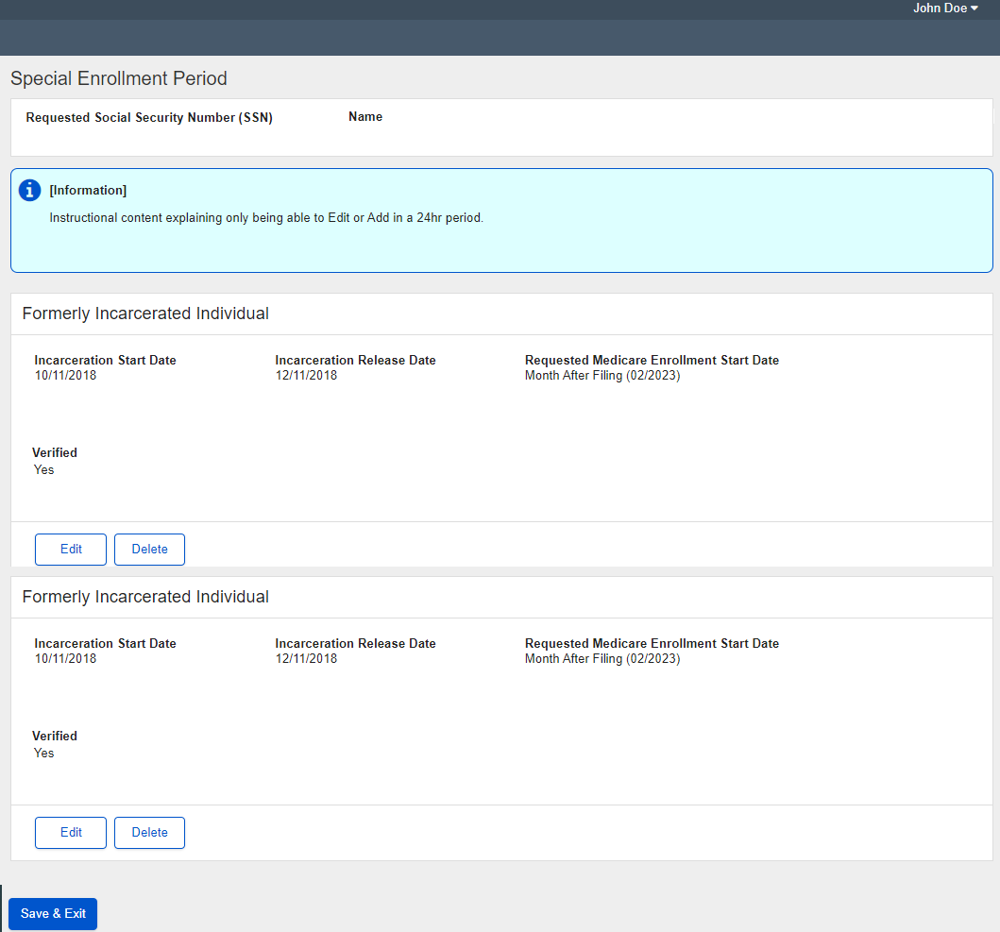 John Doe
Special Enrollment Period
Requested Social Security Number (SSN) Name
[Information]
Instructional content explaining only being able to Edit or Add in a 24hr period.
Formerly Incarcerated Individual
Incarceration Start Date Incarceration Release Date Requested Medicare Enrollment Start Date
10/11/2018 12/11/2018 Month After Filing (02/2023)
Verified
Yes
Edit Delete
Formerly Incarcerated Individual
Incarceration Start Date Incarceration Release Date Requested Medicare Enrollment Start Date
10/11/2018 12/11/2018 Month After Filing (02/2023)
Verified
Yes
Edit Delete
Save & Exit